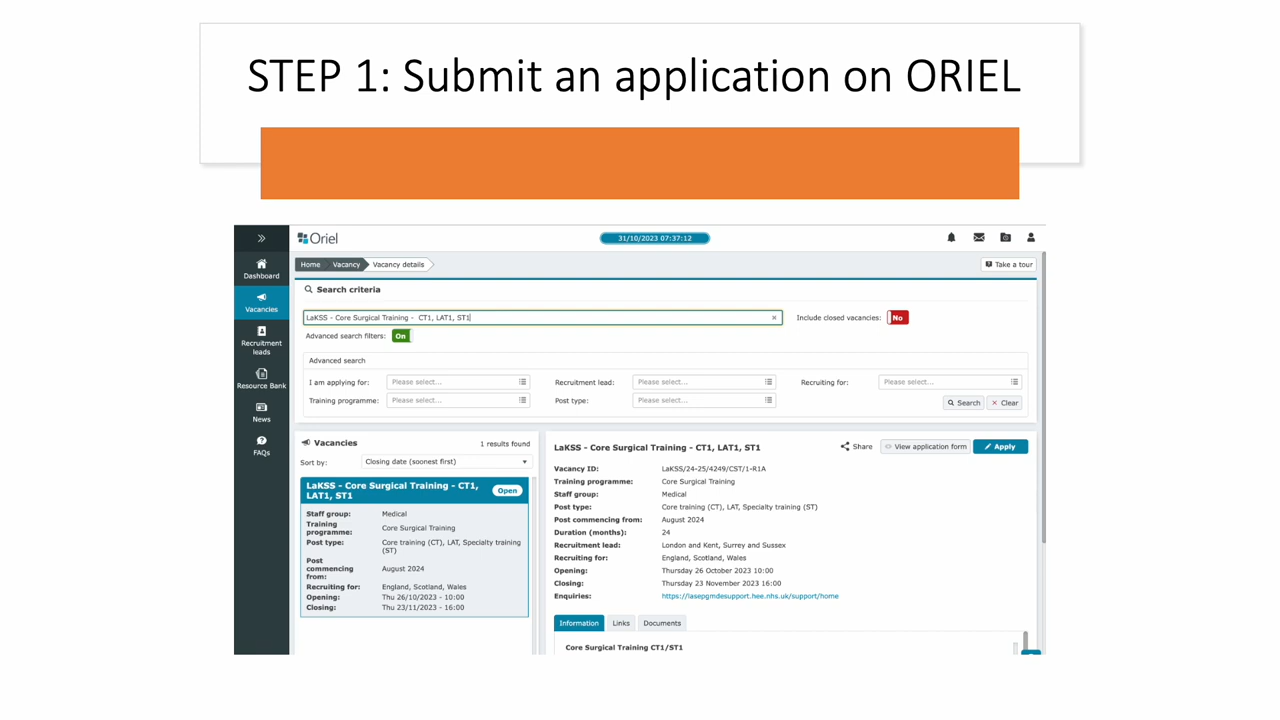 STEP 1: Submit an application on ORIEL
Oriel
31/10/2023 07:37:12
Dashboard
Vacancies
Recruitment
leads
Resource Bank
News
FAQs
Home
Vacancy
Vacancy details
Take a tour
Search criteria
LaKSS - Core Surgical Training - CT1, LAT1, ST1
×
Include closed vacancies:
No
Advanced search filters:
On
Advanced search
I am applying for:
Please select...
Recruitment lead:
Please select...
Recruiting for:
Please select...
Training programme:
Please select...
Post type:
Please select...
Search
× Clear
Vacancies
1 results found
Sort by:
Closing date (soonest first)
LaKSS - Core Surgical Training - CT1,
LAT1, ST1
Open
Staff group: Medical
Training
programme:
Core Surgical Training
Post type: Core training (CT), LAT, Specialty training
(ST)
Post
commencing
from:
August 2024
Recruiting for: England, Scotland, Wales
Opening: Thu 26/10/2023 - 10:00
Closing: Thu 23/11/2023 - 16:00
LaKSS - Core Surgical Training - CT1, LAT1, ST1
Share
View application form
Apply
Vacancy ID: LaKSS/24-25/4249/CST/1-R1A
Training programme: Core Surgical Training
Staff group: Medical
Post type: Core training (CT), LAT, Specialty training (ST)
Post commencing from: August 2024
Duration (months): 24
Recruitment lead: London and Kent, Surrey and Sussex
Recruiting for: England, Scotland, Wales
Opening: Thursday 26 October 2023 10:00
Closing: Thursday 23 November 2023 16:00
Enquiries: https://lasepgmdesupport.hee.nhs.uk/support/home
Information
Links
Documents
Core Surgical Training CT1/ST1